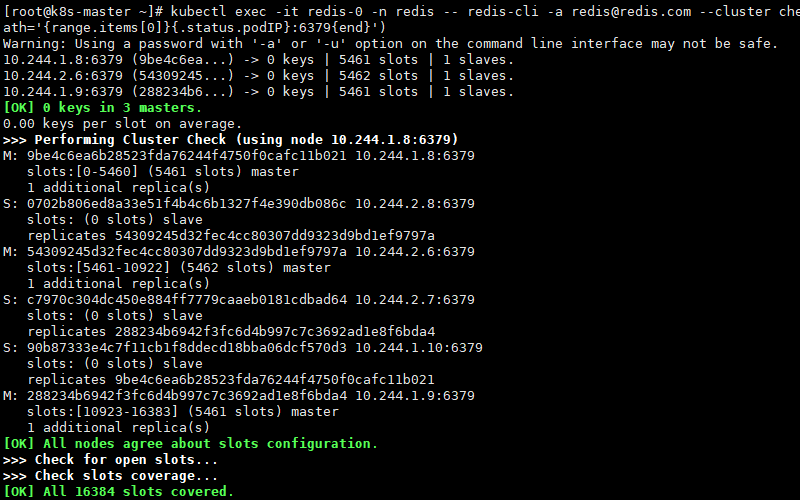 [root@k8s-master ~]# kubectl exec -it redis-0 -n redis -- redis-cli -a redis@redis.com --cluster che
ath='{range.items[0]}{.status.podIP}:6379{end}')
Warning: Using a password with '-a' or '-u' option on the command line interface may not be safe.
10.244.1.8:6379 (9be4c6ea...) -> 0 keys | 5461 slots | 1 slaves.
10.244.2.6:6379 (54309245...) -> 0 keys | 5462 slots | 1 slaves.
10.244.1.9:6379 (288234b6...) -> 0 keys | 5461 slots | 1 slaves.
[OK] 0 keys in 3 masters.
0.00 keys per slot on average.
>>> Performing Cluster Check (using node 10.244.1.8:6379)
M: 9be4c6ea6b28523fda76244f4750f0cafc11b021 10.244.1.8:6379
   slots:[0-5460] (5461 slots) master
   1 additional replica(s)
S: 0702b806ed8a33e51f4b4c6b1327f4e390db086c 10.244.2.8:6379
   slots: (0 slots) slave
   replicates 54309245d32fec4cc80307dd9323d9bd1ef9797a
M: 54309245d32fec4cc80307dd9323d9bd1ef9797a 10.244.2.6:6379
   slots:[5461-10922] (5462 slots) master
   1 additional replica(s)
S: c7970c304dc450e884ff7779caaeb0181cdbad64 10.244.2.7:6379
   slots: (0 slots) slave
   replicates 288234b6942f3fc6d4b997c7c3692ad1e8f6bda4
S: 90b87333e4c7f11cb1f8ddecd18bba06dcf570d3 10.244.1.10:6379
   slots: (0 slots) slave
   replicates 9be4c6ea6b28523fda76244f4750f0cafc11b021
M: 288234b6942f3fc6d4b997c7c3692ad1e8f6bda4 10.244.1.9:6379
   slots:[10923-16383] (5461 slots) master
   1 additional replica(s)
[OK] All nodes agree about slots configuration.
>>> Check for open slots...
>>> Check slots coverage...
[OK] All 16384 slots covered.